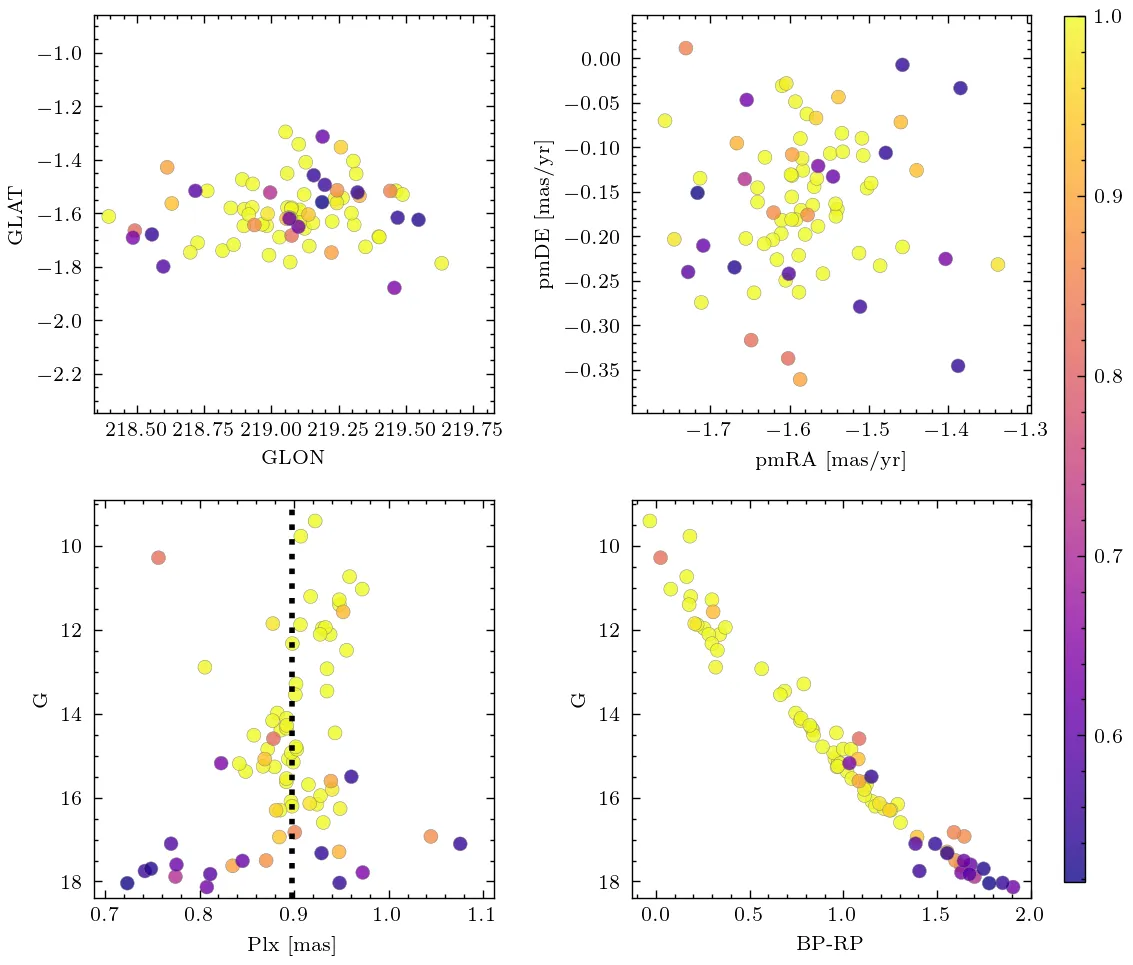 −1.0
−1.2
−1.4
−1.6
−1.8
−2.0
−2.2
GLAT
218.50 218.75 219.00 219.25 219.50 219.75
GLON
0.00
−0.05
−0.10
−0.15
−0.20
−0.25
−0.30
−0.35
pmDE [mas/yr]
−1.7 −1.6 −1.5 −1.4 −1.3
pmRA [mas/yr]
10
12
14
16
18
G
0.7 0.8 0.9 1.0 1.1
Plx [mas]
10
12
14
16
18
G
0.0 0.5 1.0 1.5 2.0
BP-RP
1.0
0.9
0.8
0.7
0.6